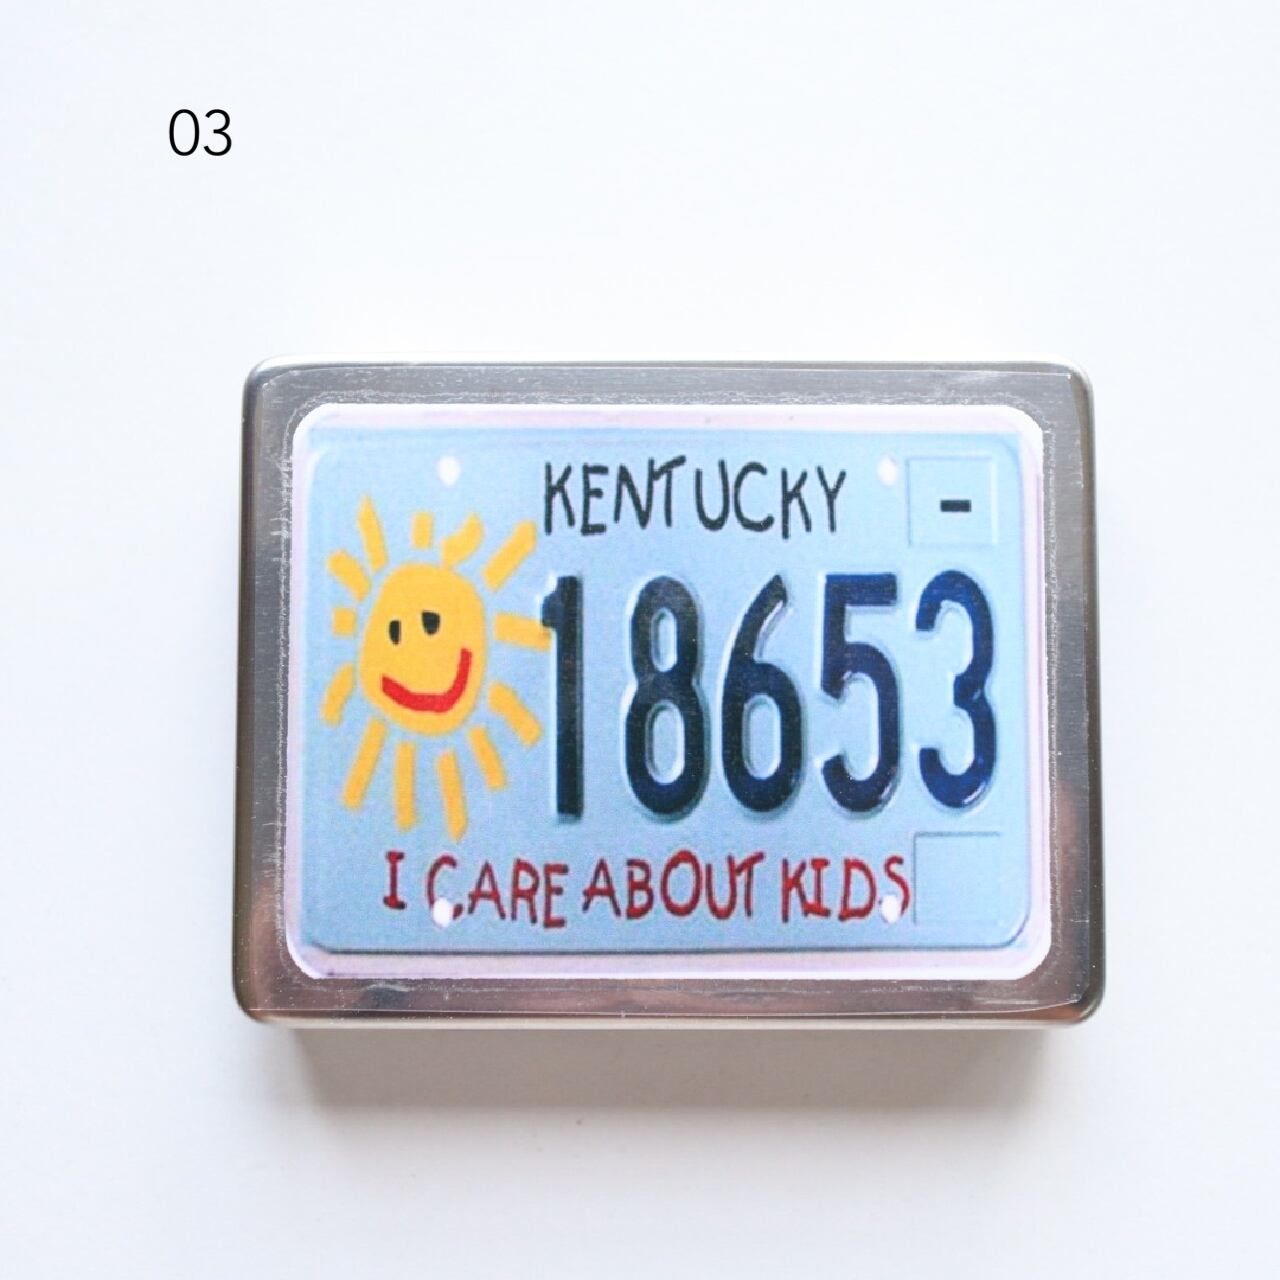 03
KENTUCKY
-
18653
I CARE ABOUT KIDS